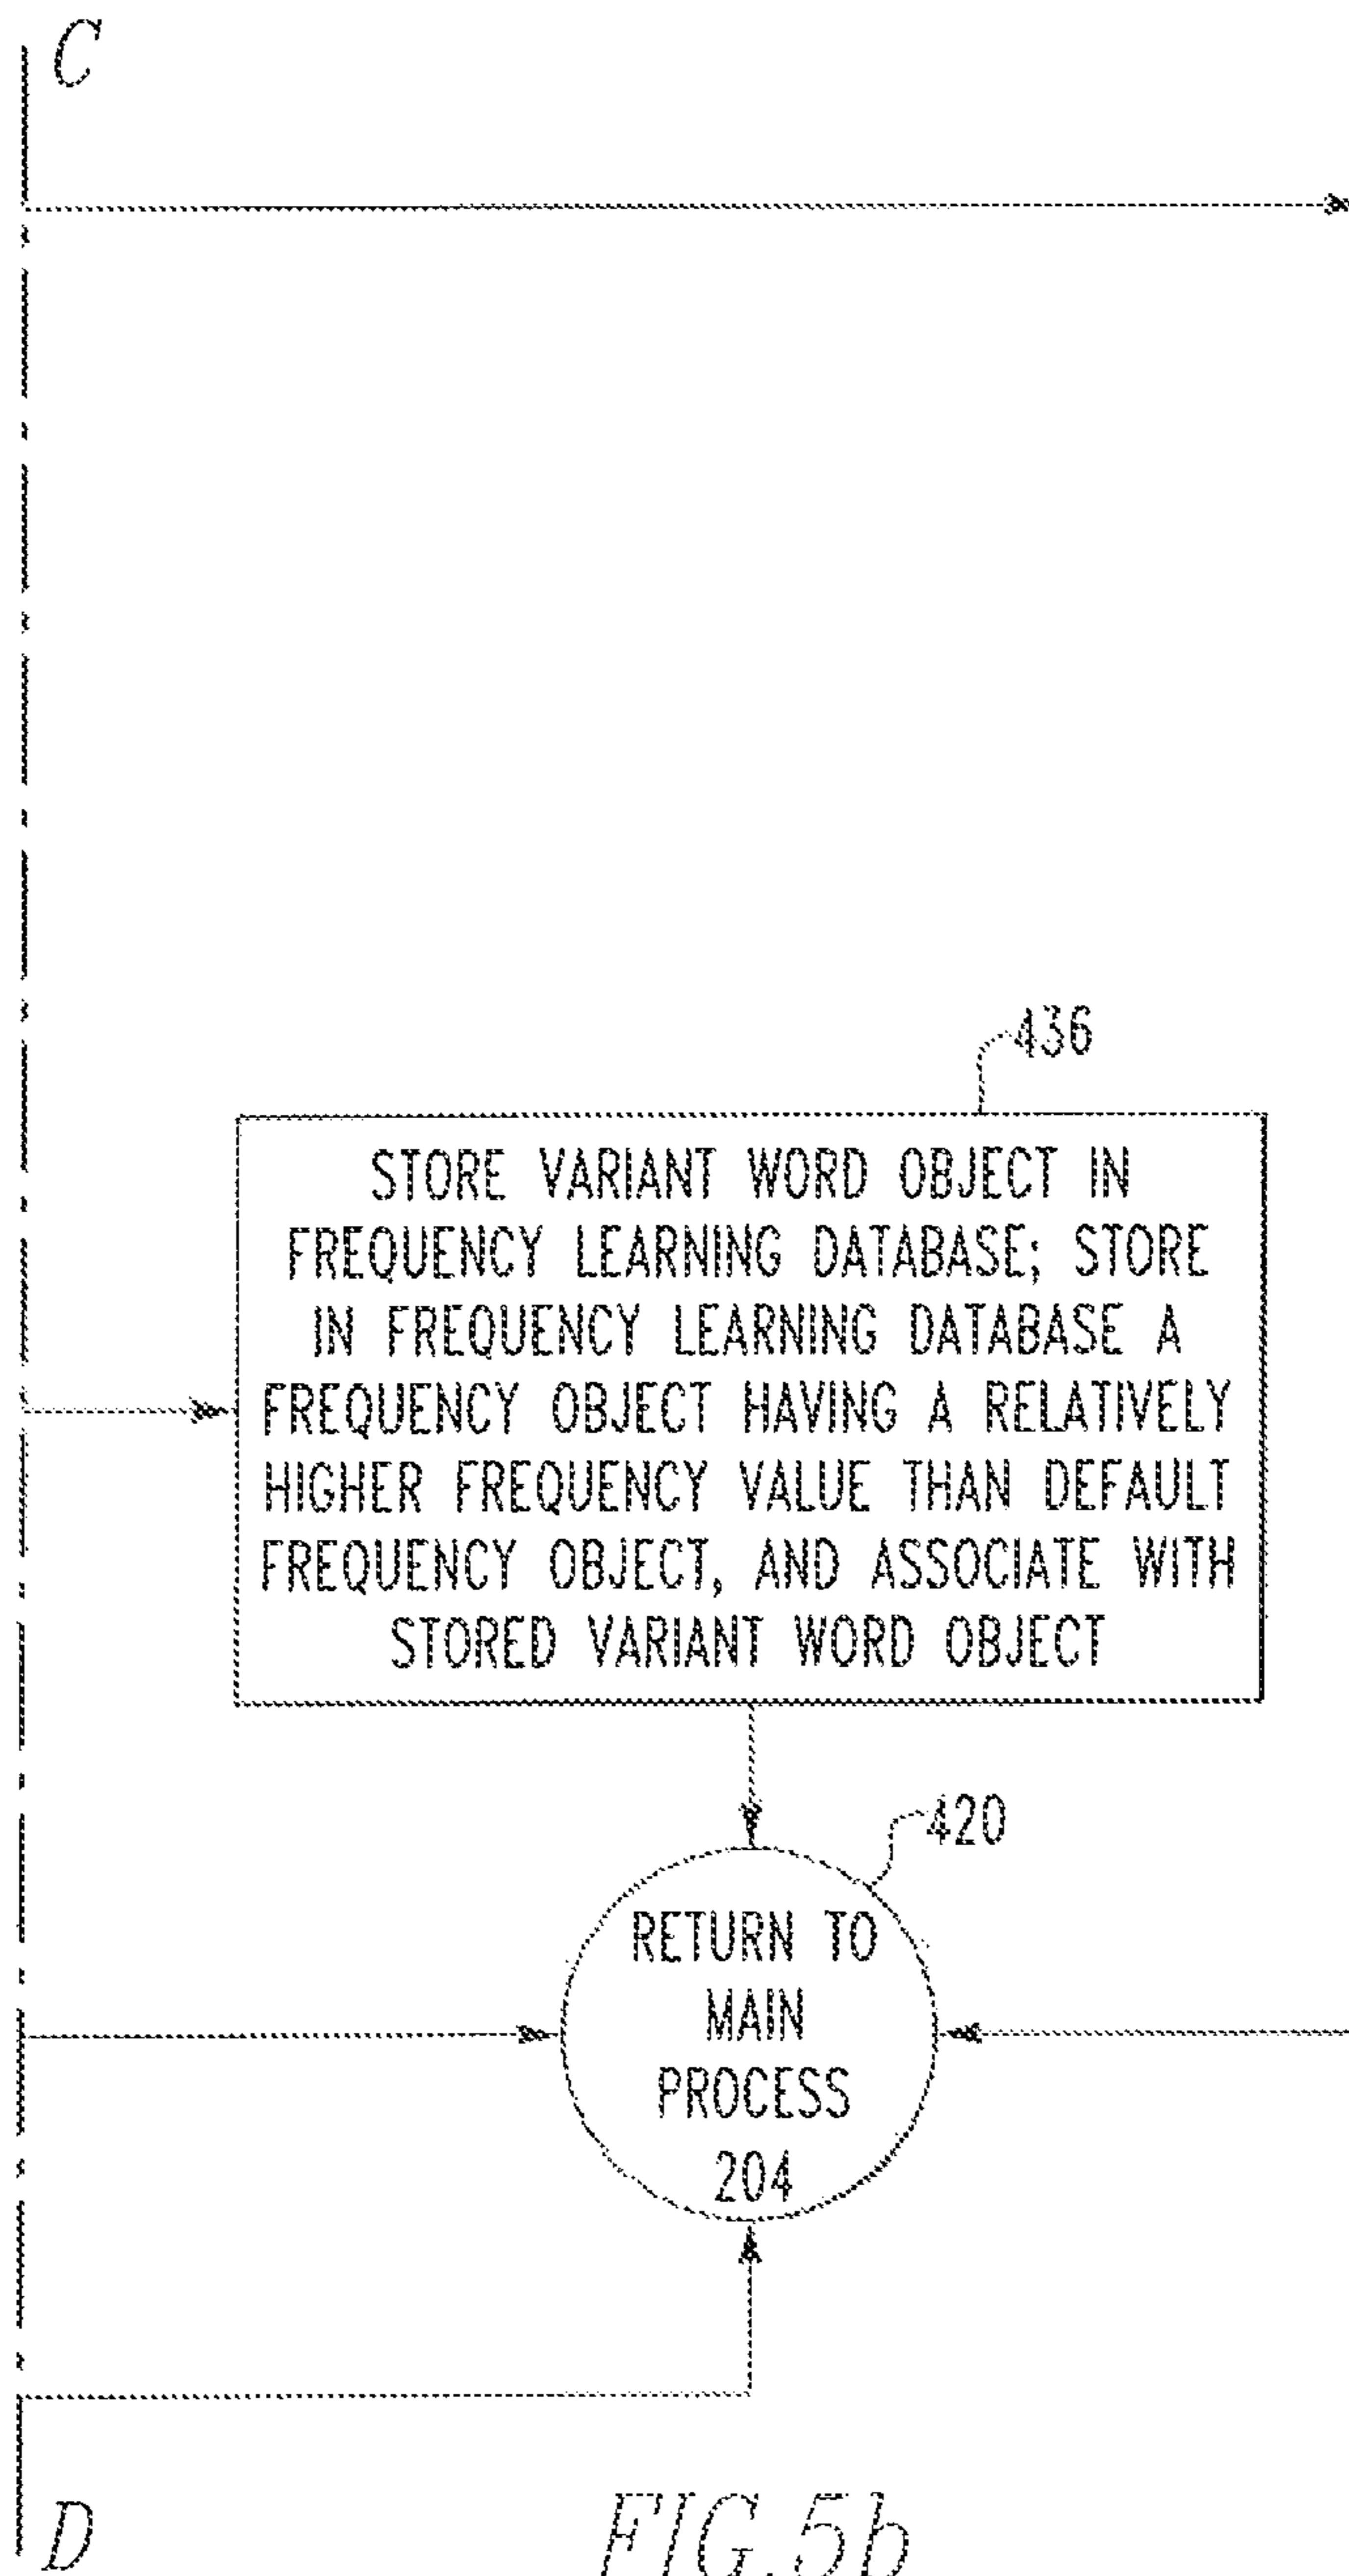 C
436
STORE VARIANT WORD OBJECT IN
FREQUENCY LEARNING DATABASE; STORE
IN FREQUENCY LEARNING DATABASE A
FREQUENCY OBJECT HAVING A RELATIVELY
HIGHER FREQUENCY VALUE THAN DEFAULT
FREQUENCY OBJECT, AND ASSOCIATE WITH
STORED VARIANT WORD OBJECT
420
RETURN TO
MAIN
PROCESS
204
D
FIG.5b